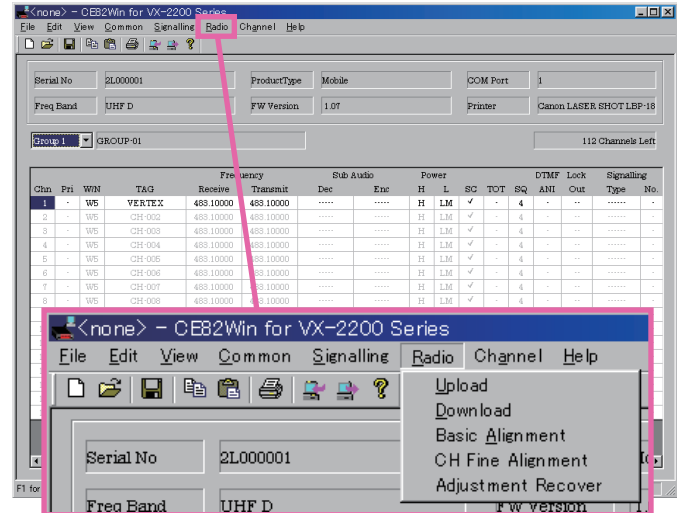 <none> - CE82Win for VX-2200 Series
File Edit View Common Signalling Radio Channel Help
Serial No 2L000001 ProductType Mobile COM Port 1
Freq Band UHF D FW Version 1.07 Printer Canon LASER SHOT LBP-18
Group 1 GROUP-01 112 Channels Left
Frequency Sub Audio Power DTMF Lock Signalling
Chn Pri W/N TAG Receive Transmit Dec Enc H L SC TOT SQ ANI Out Type No.
1 - W5 VERTEX 483.10000 483.10000 ----- ----- H LM ✓ - 4 - -- ------ -
2 - W5 CH-002 483.10000 483.10000 ----- ----- H LM ✓ - 4 - -- ------ -
3 - W5 CH-003 483.10000 483.10000 ----- ----- H LM ✓ - 4 - -- ------ -
4 - W5 CH-004 483.10000 483.10000 ----- ----- H LM ✓ - 4 - -- ------ -
5 - W5 CH-005 483.10000 483.10000 ----- ----- H LM ✓ - 4 - -- ------ -
6 - W5 CH-006 483.10000 483.10000 ----- ----- H LM ✓ - 4 - -- ------ -
7 - W5 CH-007 483.10000 483.10000 ----- ----- H LM ✓ - 4 - -- ------ -
8 - W5 CH-008 483.10000 483.10000 ----- ----- H LM ✓ - 4 - -- ------ -
<none> - CE82Win for VX-2200 Series
File Edit View Common Signalling Radio Channel Help
Upload
Download
Basic Alignment
CH Fine Alignment
Adjustment Recover
Serial No 2L000001
Freq Band UHF D FW Version 1.
F1 for